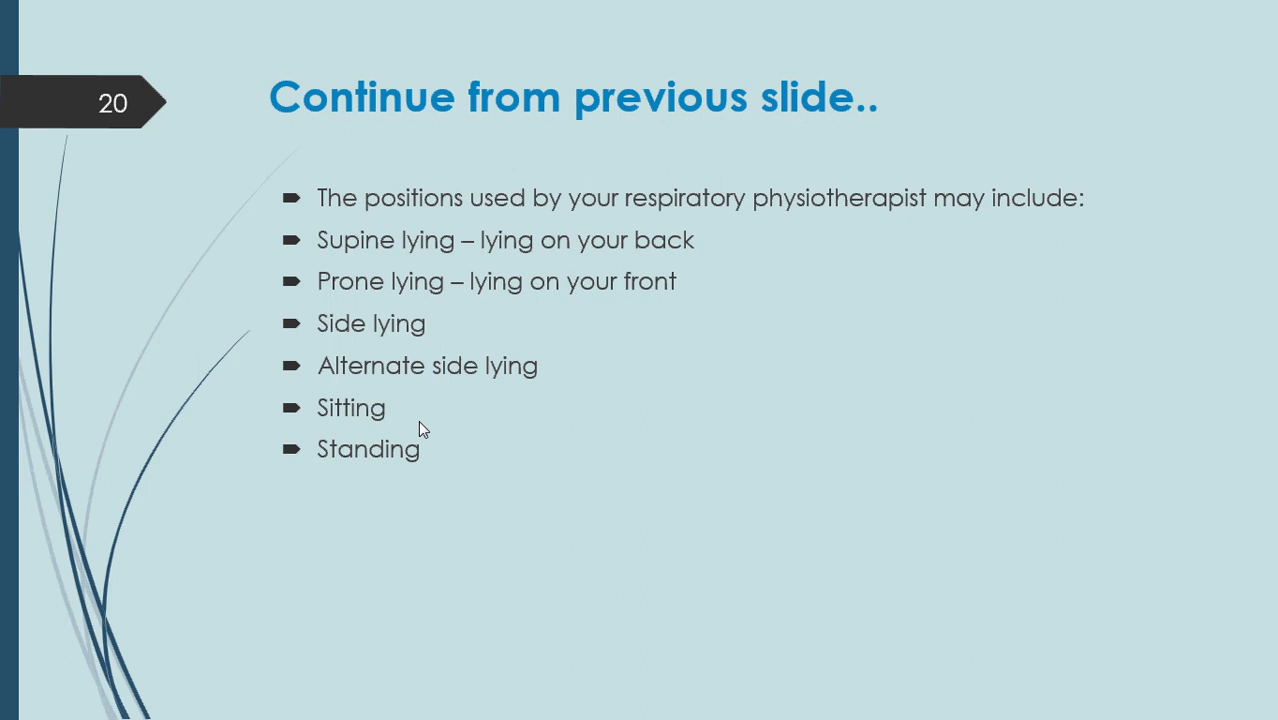 20
Continue from previous slide..
The positions used by your respiratory physiotherapist may include:
Supine lying – lying on your back
Prone lying – lying on your front
Side lying
Alternate side lying
Sitting
Standing